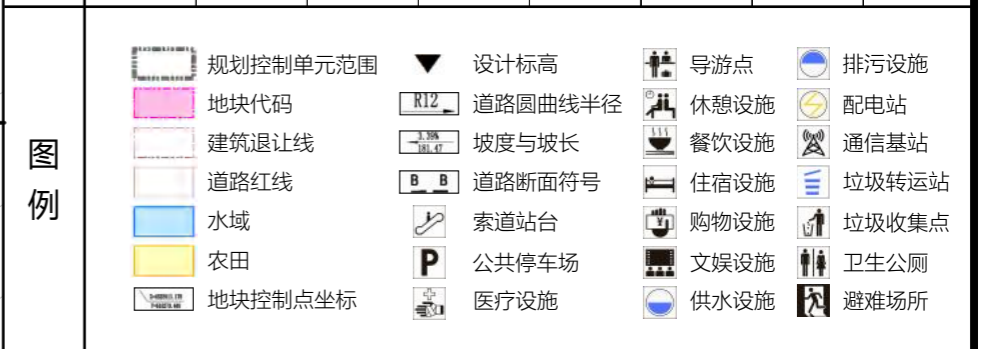 图例
规划控制单元范围 设计标高 导游点 排污设施
地块代码 R12 道路圆曲线半径 休憩设施 配电站
建筑退让线 3.39% 181.47 坡度与坡长 餐饮设施 通信基站
道路红线 B B 道路断面符号 住宿设施 垃圾转运站
水域 索道站台 ¥ 购物设施 垃圾收集点
农田 P 公共停车场 文娱设施 卫生公厕
地块控制点坐标 医疗设施 供水设施 避难场所